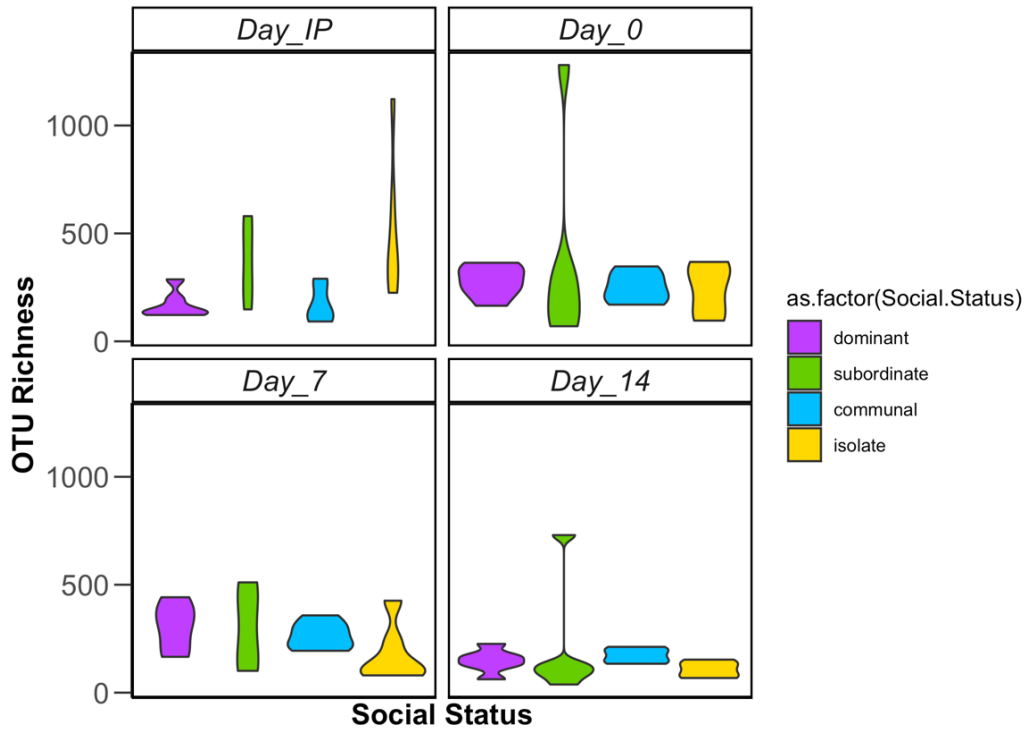 Day_IP
Day_0
1000
500
0
Day_7
Day_14
1000
500
0
OTU Richness
Social Status
as.factor(Social.Status)
dominant
subordinate
communal
isolate